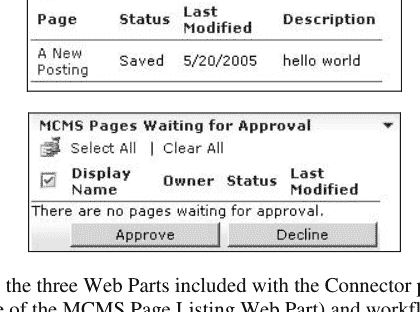 Page Status Last Modified Description
A New Posting Saved 5/20/2005 hello world
MCMS Pages Waiting for Approval
Select All | Clear All
Display Name Owner Status Last Modified
There are no pages waiting for approval.
Approve Decline
the three Web Parts included with the Connector
of the MCMS Page Listing Web Part) and